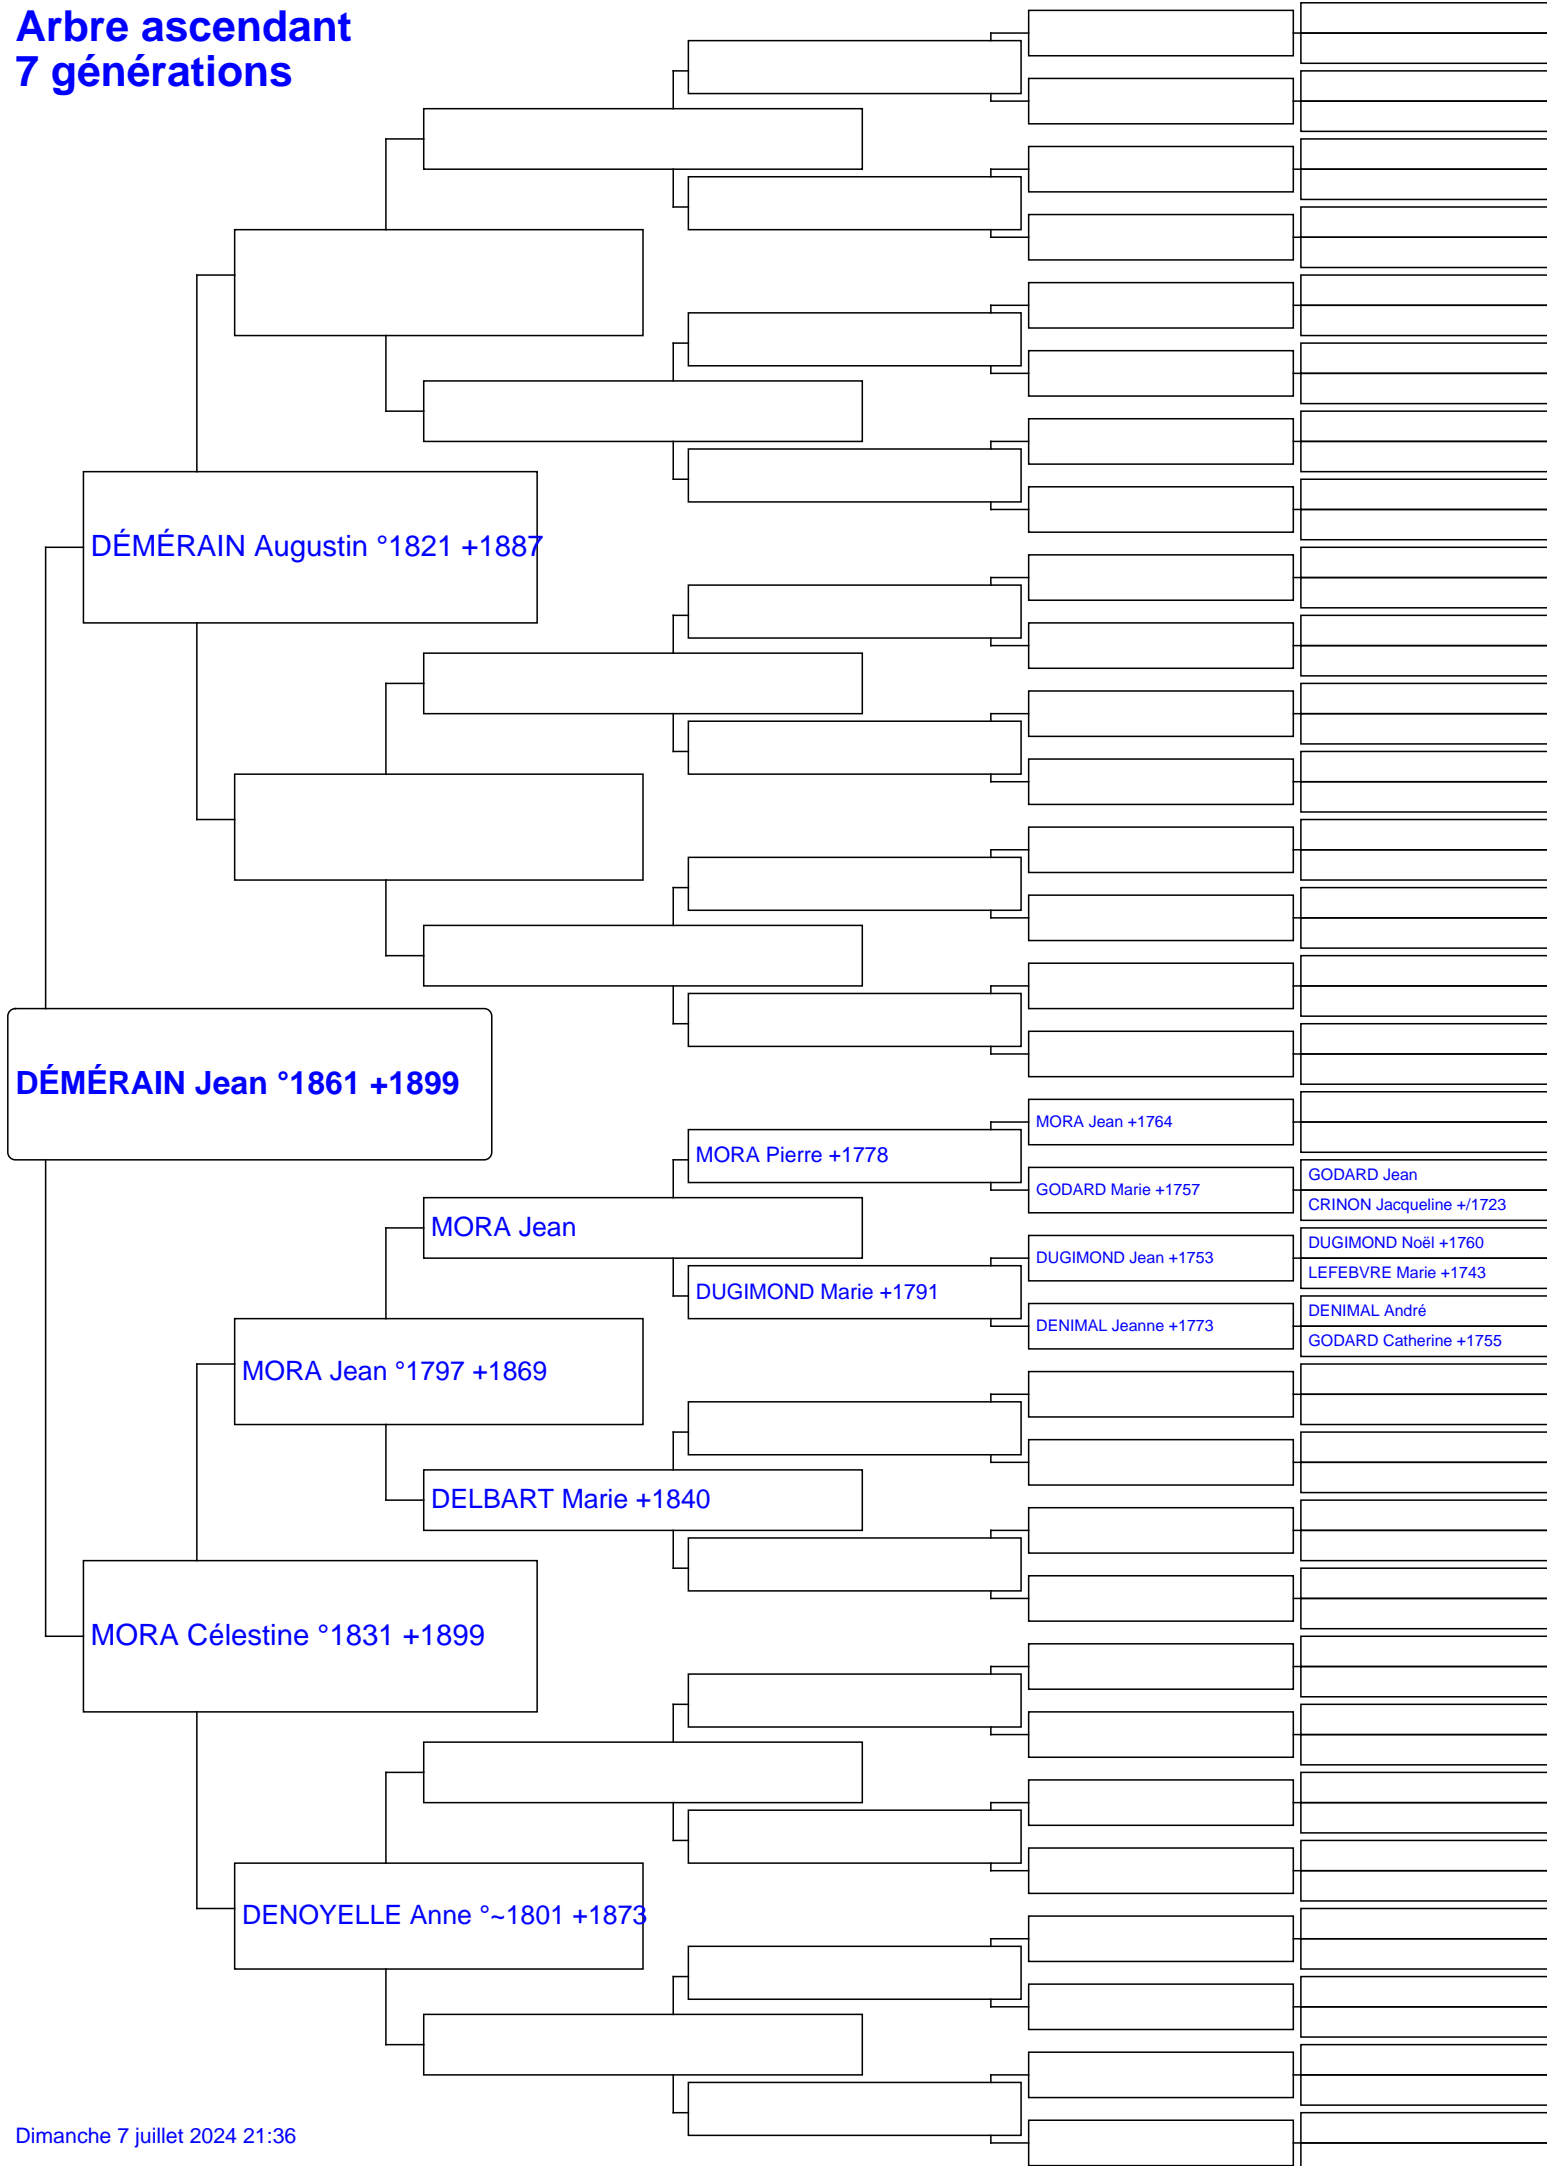 Arbre ascendant
7 générations
DÉMÉRAIN Augustin °1821 +1887
DÉMÉRAIN Jean °1861 +1899
MORA Jean +1764
MORA Pierre +1778
GODARD Jean
GODARD Marie +1757
CRINON Jacqueline +/1723
MORA Jean
DUGIMOND Noël +1760
DUGIMOND Jean +1753
LEFEBVRE Marie +1743
DUGIMOND Marie +1791
DENIMAL André
DENIMAL Jeanne +1773
GODARD Catherine +1755
MORA Jean °1797 +1869
DELBART Marie +1840
MORA Célestine °1831 +1899
DENOYELLE Anne °~1801 +1873
Dimanche 7 juillet 2024 21:36